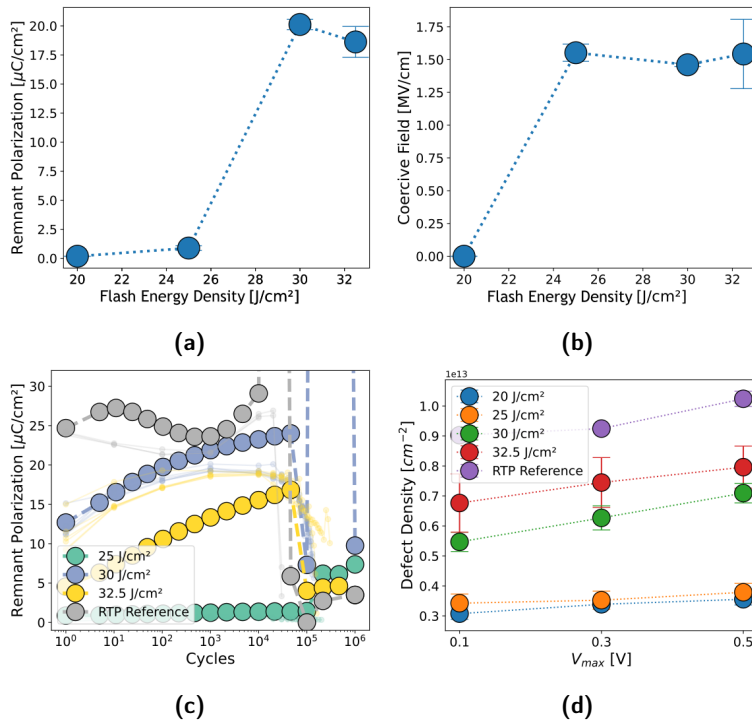 20.0
17.5
15.0
12.5
10.0
7.5
5.0
2.5
0.0
Remnant Polarization [μC/cm²]
20 22 24 26 28 30 32
Flash Energy Density [J/cm²]
(a)
1.75
1.50
1.25
1.00
0.75
0.50
0.25
0.00
Coercive Field [MV/cm]
20 22 24 26 28 30 32
Flash Energy Density [J/cm²]
(b)
30
25
20
15
10
5
0
Remnant Polarization [μC/cm²]
25 J/cm²
30 J/cm²
32.5 J/cm²
RTP Reference
10⁰ 10¹ 10² 10³ 10⁴ 10⁵ 10⁶
Cycles
(c)
1e13
1.0
0.9
0.8
0.7
0.6
0.5
0.4
0.3
Defect Density [cm⁻²]
20 J/cm²
25 J/cm²
30 J/cm²
32.5 J/cm²
RTP Reference
0.1 0.3 0.5
Vmax [V]
(d)